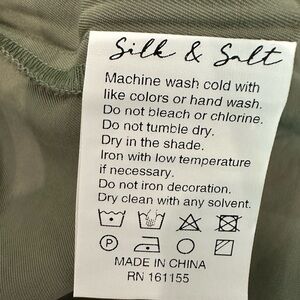 Silk & Salt
Machine wash cold with
like colors or hand wash.
Do not bleach or chlorine.
Do not tumble dry.
Dry in the shade.
Iron with low temperature
if necessary.
Do not iron decoration.
Dry clean with any solvent.
P
MADE IN CHINA
RN 161155